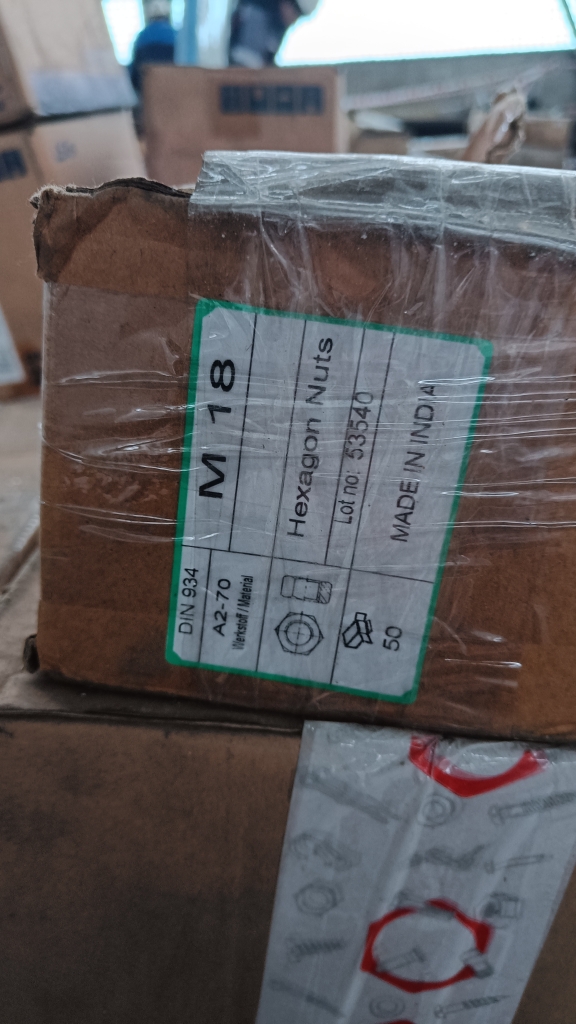 DIN 934
M 18
A2-70
Werkstoff / Material
Hexagon Nuts
Lot no: 53540
50
MADE IN INDIA